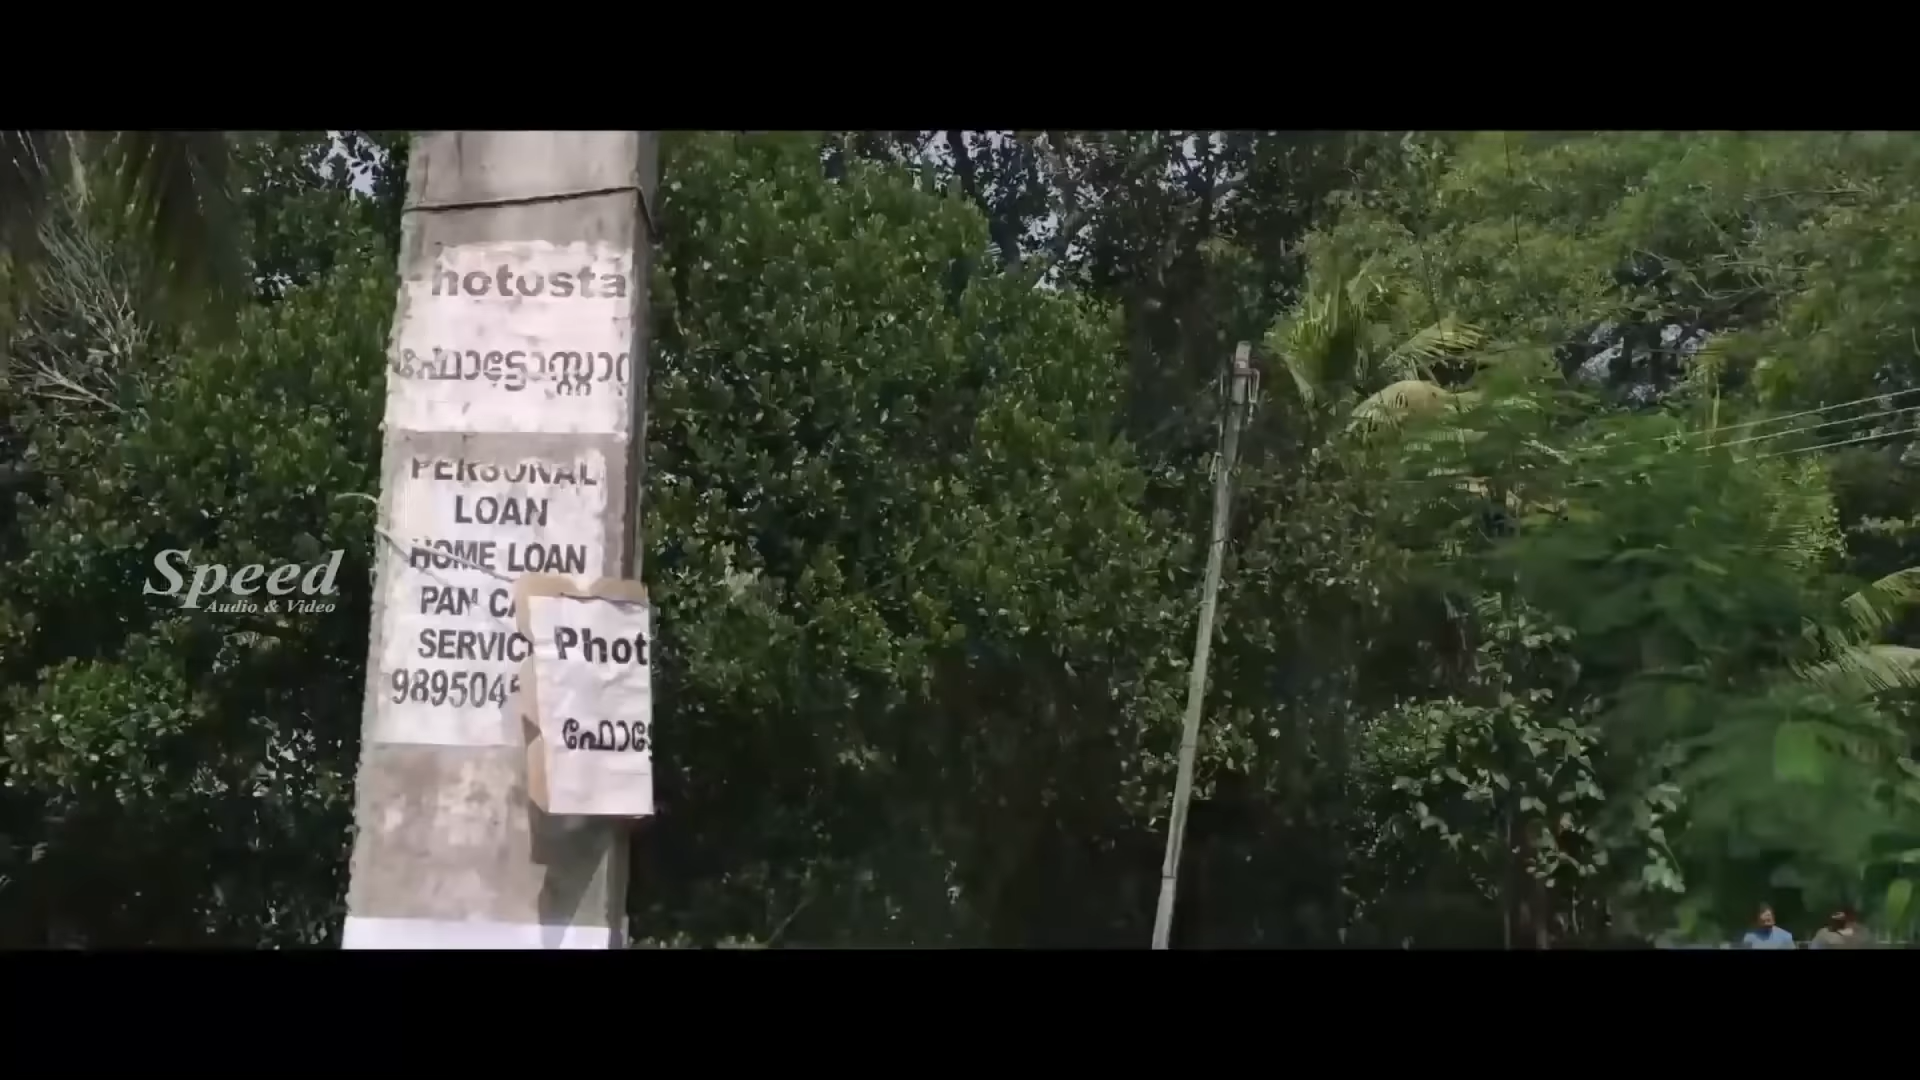 hotosta
ഫോട്ടോസ്റ്റാ
PERSONAL
LOAN
HOME LOAN
PAN CA
SERVIC
989504
Phot
ഫോ
Speed
Audio & Video